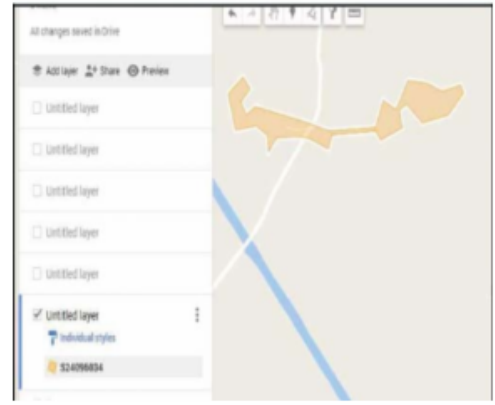 All changes saved in Drive
Add layer Share Preview
Untitled layer
Untitled layer
Untitled layer
Untitled layer
Untitled layer
Untitled layer
Individual styles